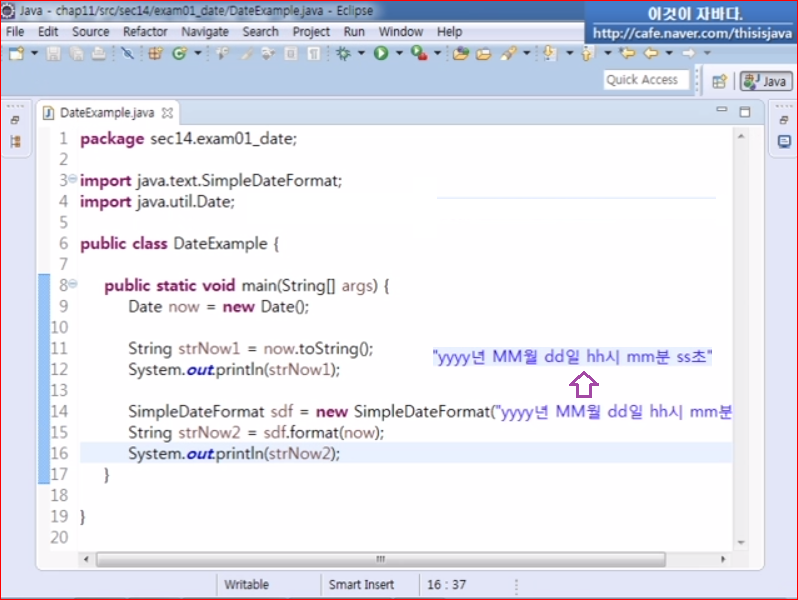 Java - chap11/src/sec14/exam01_date/DateExample.java - Eclipse
이것이 자바다.
http://cafe.naver.com/thisisjava
File Edit Source Refactor Navigate Search Project Run Window Help
Quick Access
Java
DateExample.java
1 package sec14.exam01_date;
2
3 import java.text.SimpleDateFormat;
4 import java.util.Date;
5
6 public class DateExample {
7
8 public static void main(String[] args) {
9 Date now = new Date();
10
11 String strNow1 = now.toString();
"yyyy년 MM월 dd일 hh시 mm분 ss초"
12 System.out.println(strNow1);
13
14 SimpleDateFormat sdf = new SimpleDateFormat("yyyy년 MM월 dd일 hh시 mm분
15 String strNow2 = sdf.format(now);
16 System.out.println(strNow2);
17 }
18
19 }
20
Writable Smart Insert 16 : 37